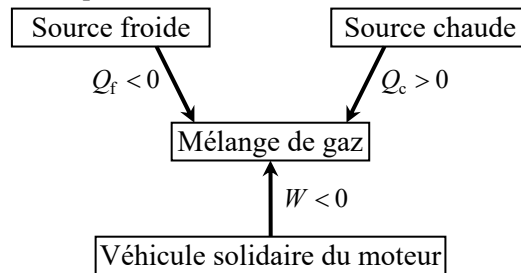 Source froide
Source chaude
Q_f < 0
Q_c > 0
Mélange de gaz
W < 0
Véhicule solidaire du moteur